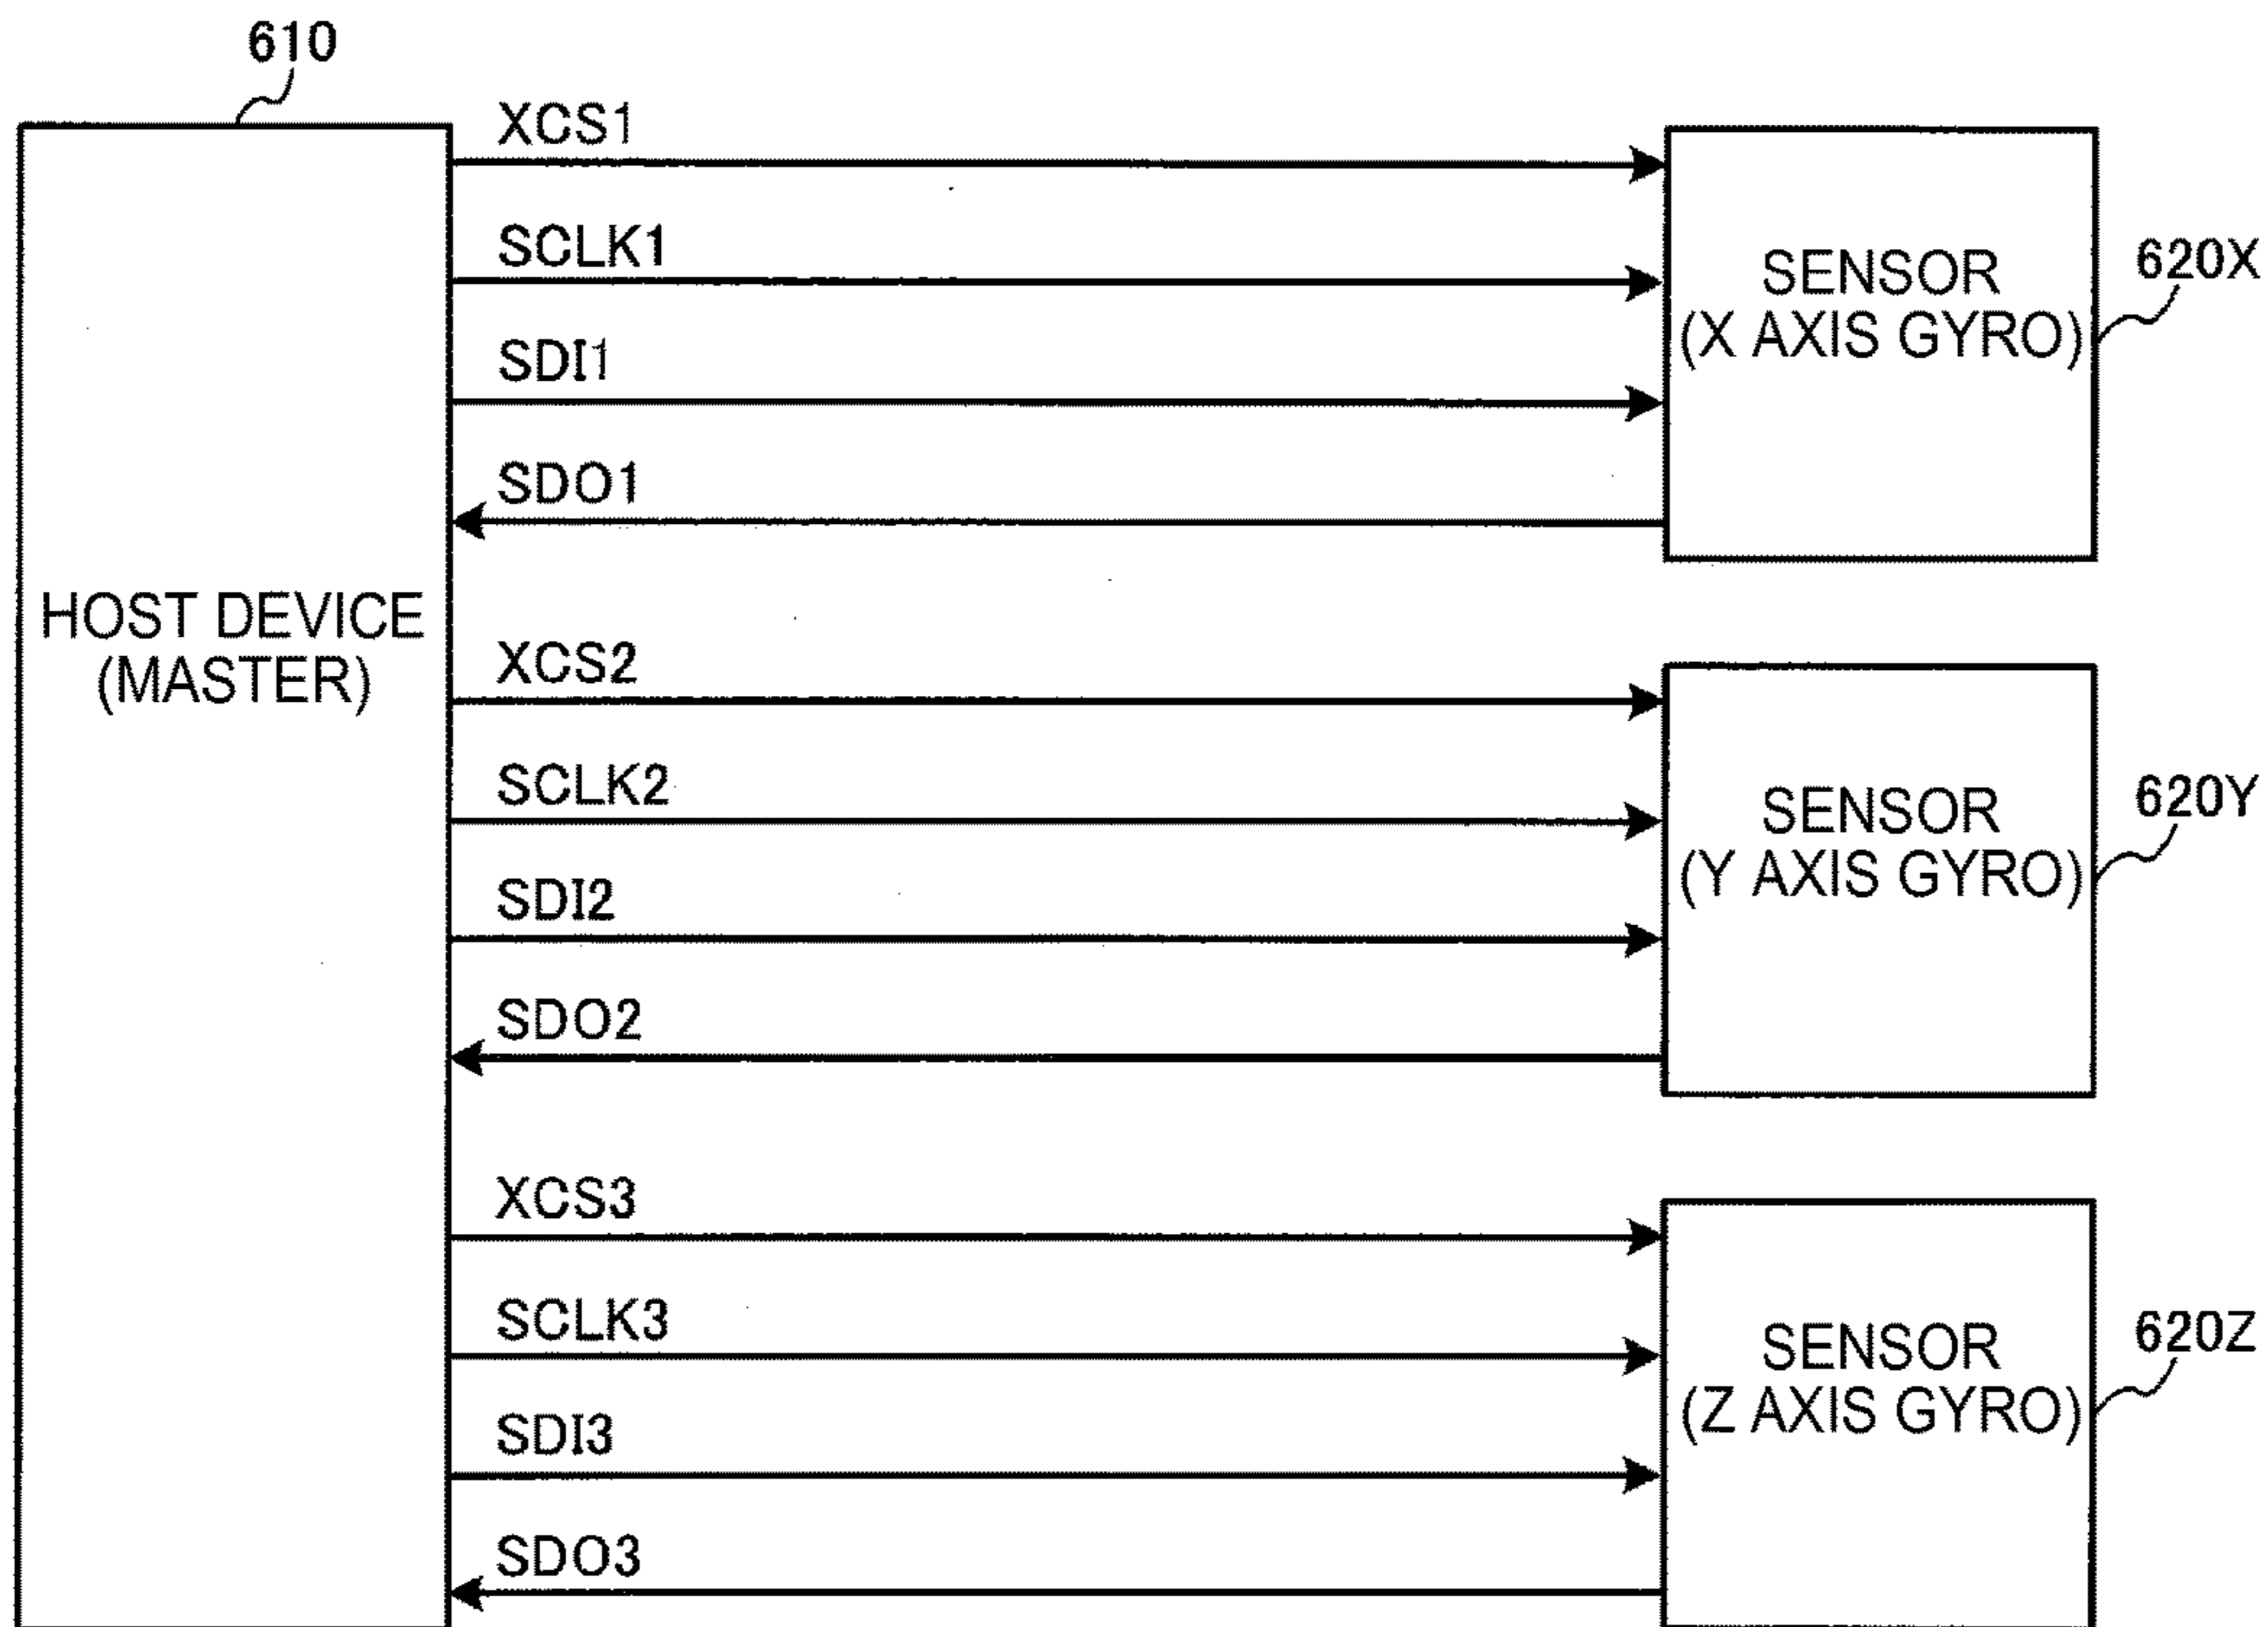 610
XCS1
SCLK1
SDI1
SDO1
SENSOR
(X AXIS GYRO)
620X
HOST DEVICE
(MASTER)
XCS2
SCLK2
SDI2
SDO2
SENSOR
(Y AXIS GYRO)
620Y
XCS3
SCLK3
SDI3
SDO3
SENSOR
(Z AXIS GYRO)
620Z